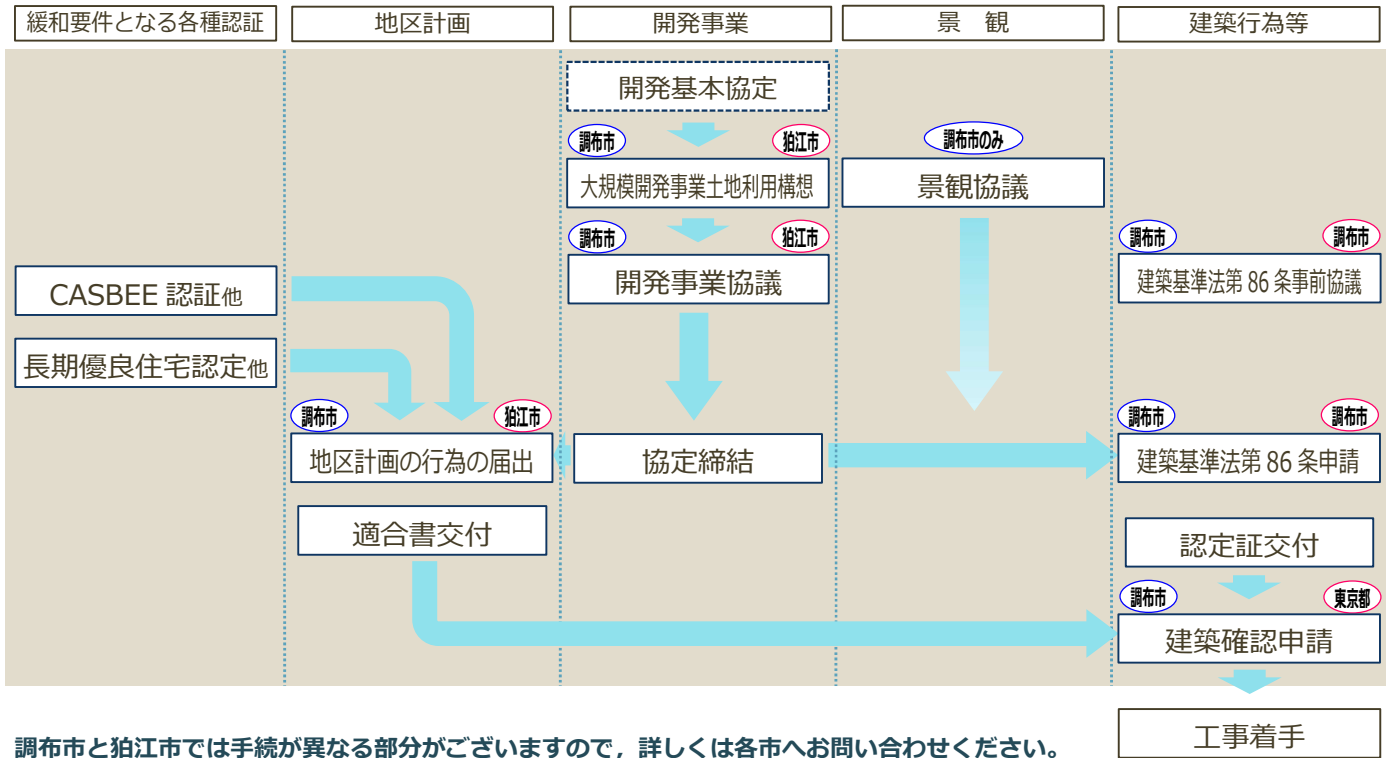 緩和要件となる各種認証
地区計画
開発事業
景　観
建築行為等
開発基本協定
調布市
狛江市
調布市のみ
大規模開発事業土地利用構想
景観協議
調布市
狛江市
調布市
調布市
CASBEE 認証他
開発事業協議
建築基準法第 86 条事前協議
長期優良住宅認定他
調布市
狛江市
調布市
調布市
地区計画の行為の届出
協定締結
建築基準法第 86 条申請
適合書交付
認定証交付
調布市
東京都
建築確認申請
工事着手
調布市と狛江市では手続が異なる部分がございますので，詳しくは各市へお問い合わせください。